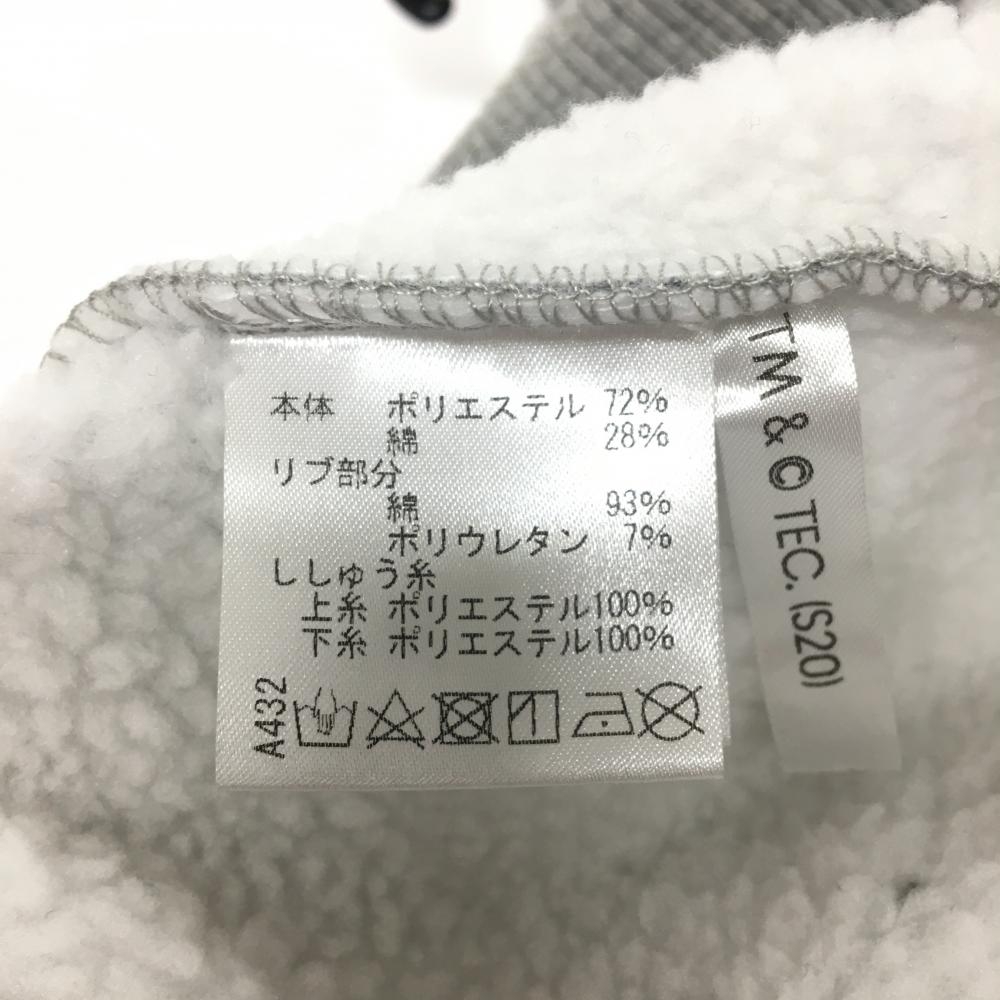 本体 ポリエステル 72%
綿 28%
リブ部分
綿 93%
ポリウレタン 7%
ししゅう糸
上糸 ポリエステル100%
下糸 ポリエステル100%
A432
TM & © TEC. (S20)